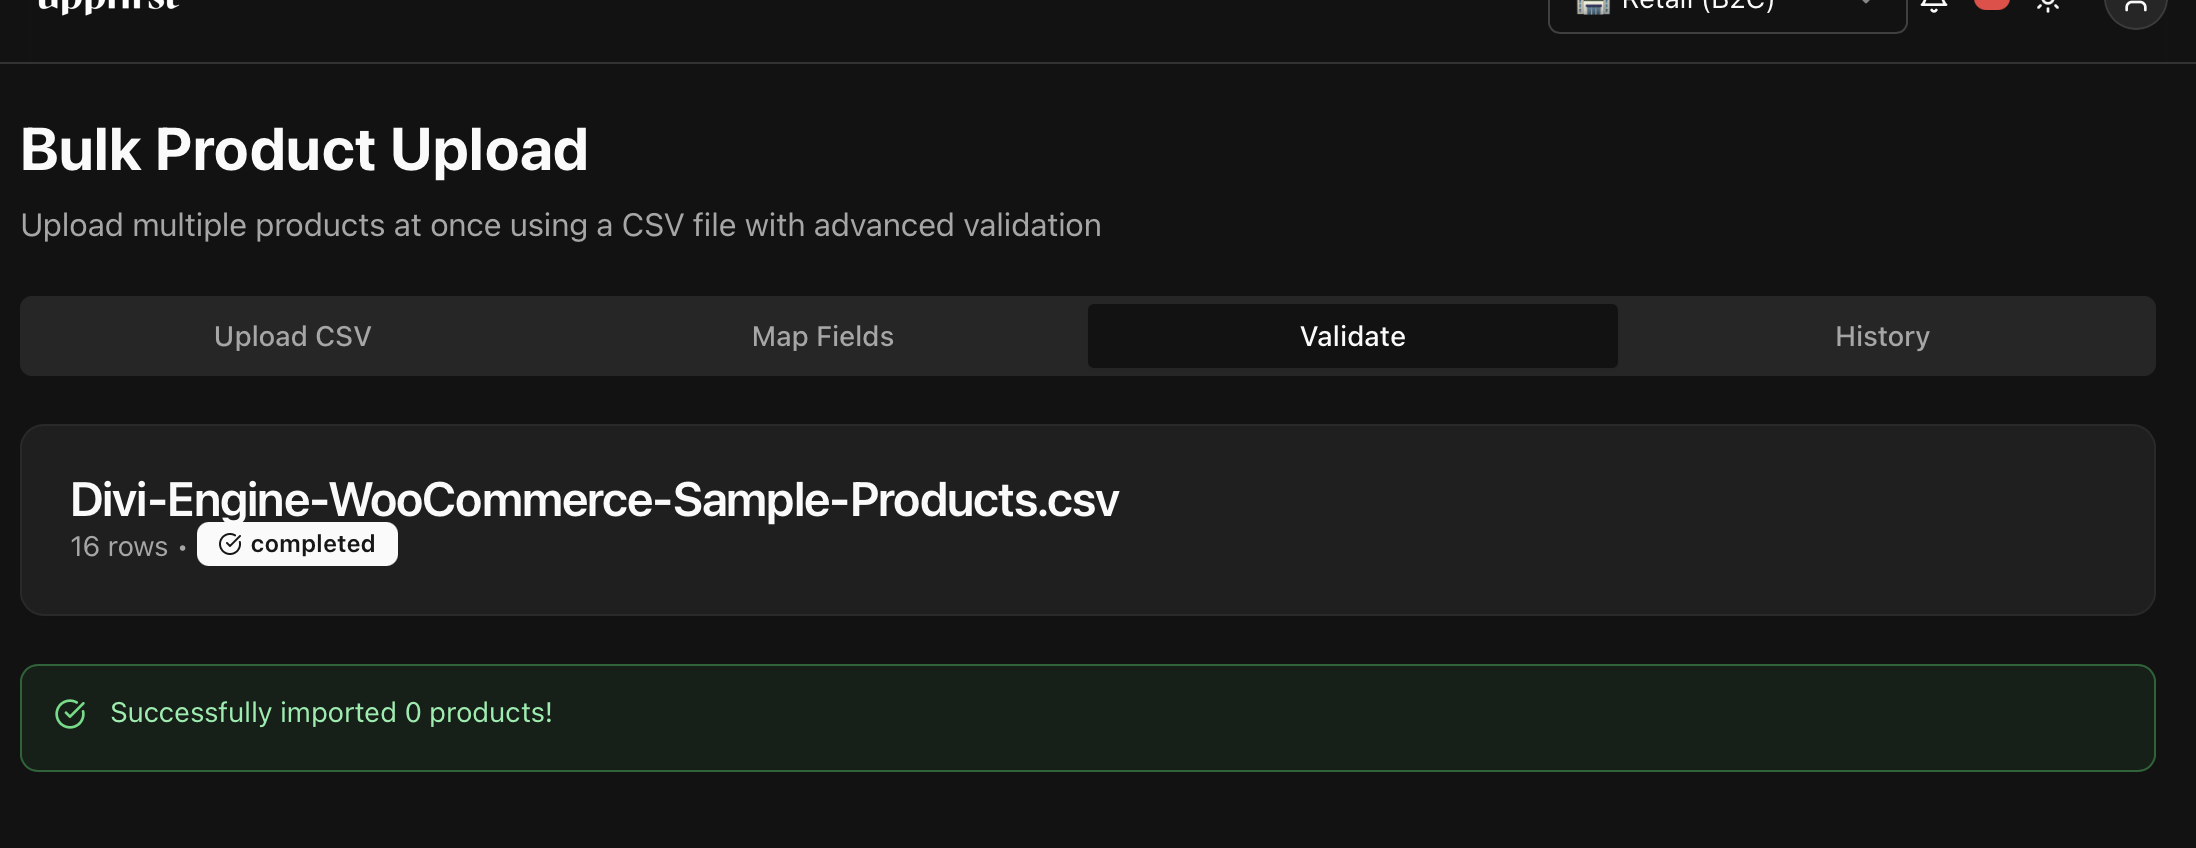 appfirst
Retail (B2C)
Bulk Product Upload
Upload multiple products at once using a CSV file with advanced validation
Upload CSV
Map Fields
Validate
History
Divi-Engine-WooCommerce-Sample-Products.csv
16 rows •
completed
Successfully imported 0 products!